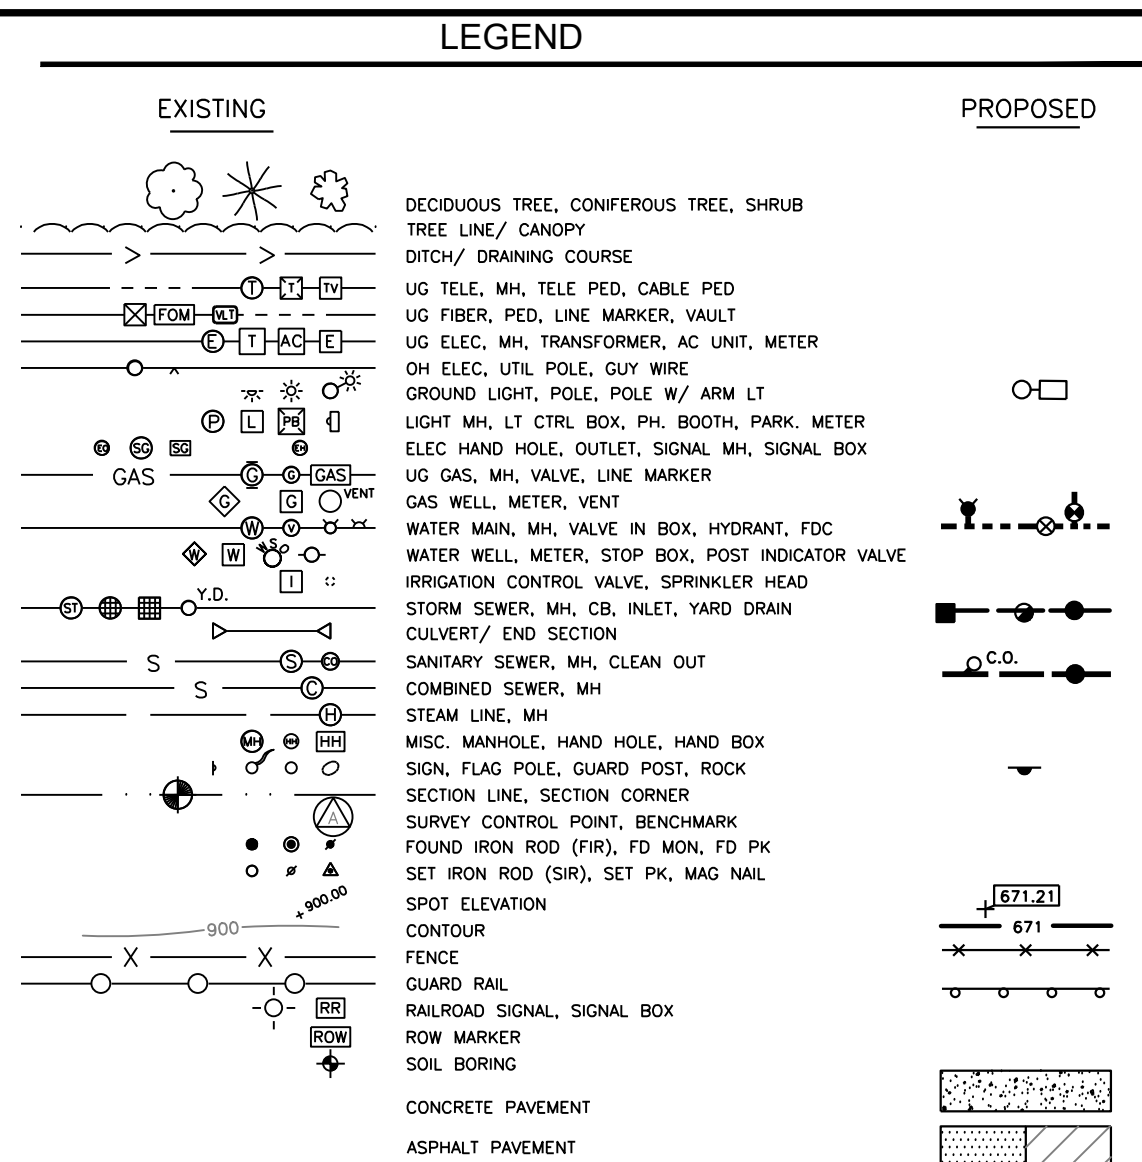 LEGEND
EXISTING PROPOSED
DECIDUOUS TREE, CONIFEROUS TREE, SHRUB
TREE LINE/ CANOPY
> > DITCH/ DRAINING COURSE
T T TV UG TELE, MH, TELE PED, CABLE PED
FOM VLT UG FIBER, PED, LINE MARKER, VAULT
E T AC E UG ELEC, MH, TRANSFORMER, AC UNIT, METER
OH ELEC, UTIL POLE, GUY WIRE
GROUND LIGHT, POLE, POLE W/ ARM LT
P L PB LIGHT MH, LT CTRL BOX, PH. BOOTH, PARK. METER
EO SG SG EH ELEC HAND HOLE, OUTLET, SIGNAL MH, SIGNAL BOX
GAS G G GAS UG GAS, MH, VALVE, LINE MARKER
G G VENT GAS WELL, METER, VENT
W V WATER MAIN, MH, VALVE IN BOX, HYDRANT, FDC
W W WSO WATER WELL, METER, STOP BOX, POST INDICATOR VALVE
I IRRIGATION CONTROL VALVE, SPRINKLER HEAD
ST Y.D. STORM SEWER, MH, CB, INLET, YARD DRAIN
CULVERT/ END SECTION
S S CO SANITARY SEWER, MH, CLEAN OUT C.O.
S C COMBINED SEWER, MH
H STEAM LINE, MH
MH HH HH MISC. MANHOLE, HAND HOLE, HAND BOX
SIGN, FLAG POLE, GUARD POST, ROCK
SECTION LINE, SECTION CORNER
A SURVEY CONTROL POINT, BENCHMARK
FOUND IRON ROD (FIR), FD MON, FD PK
SET IRON ROD (SIR), SET PK, MAG NAIL
+900.00 SPOT ELEVATION 671.21
900 CONTOUR 671
X X FENCE X X X
GUARD RAIL
RR RAILROAD SIGNAL, SIGNAL BOX
ROW ROW MARKER
SOIL BORING
CONCRETE PAVEMENT
ASPHALT PAVEMENT